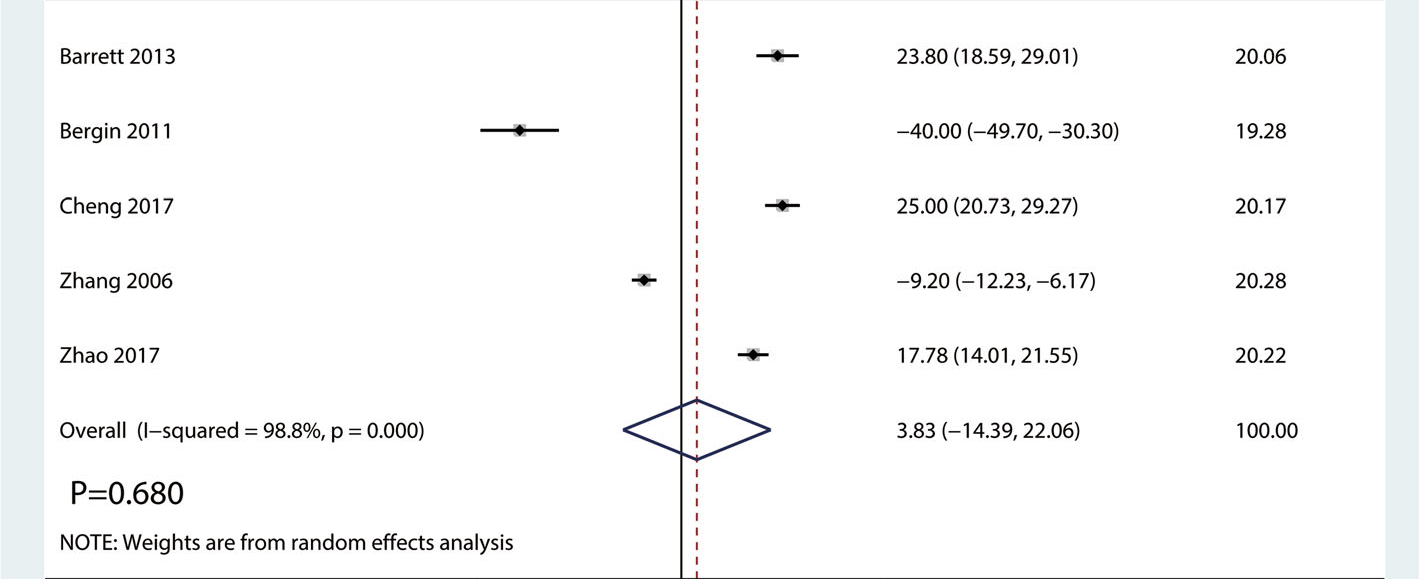 Barrett 2013 23.80 (18.59, 29.01) 20.06
Bergin 2011 −40.00 (−49.70, −30.30) 19.28
Cheng 2017 25.00 (20.73, 29.27) 20.17
Zhang 2006 −9.20 (−12.23, −6.17) 20.28
Zhao 2017 17.78 (14.01, 21.55) 20.22
Overall (I−squared = 98.8%, p = 0.000) 3.83 (−14.39, 22.06) 100.00
P=0.680
NOTE: Weights are from random effects analysis